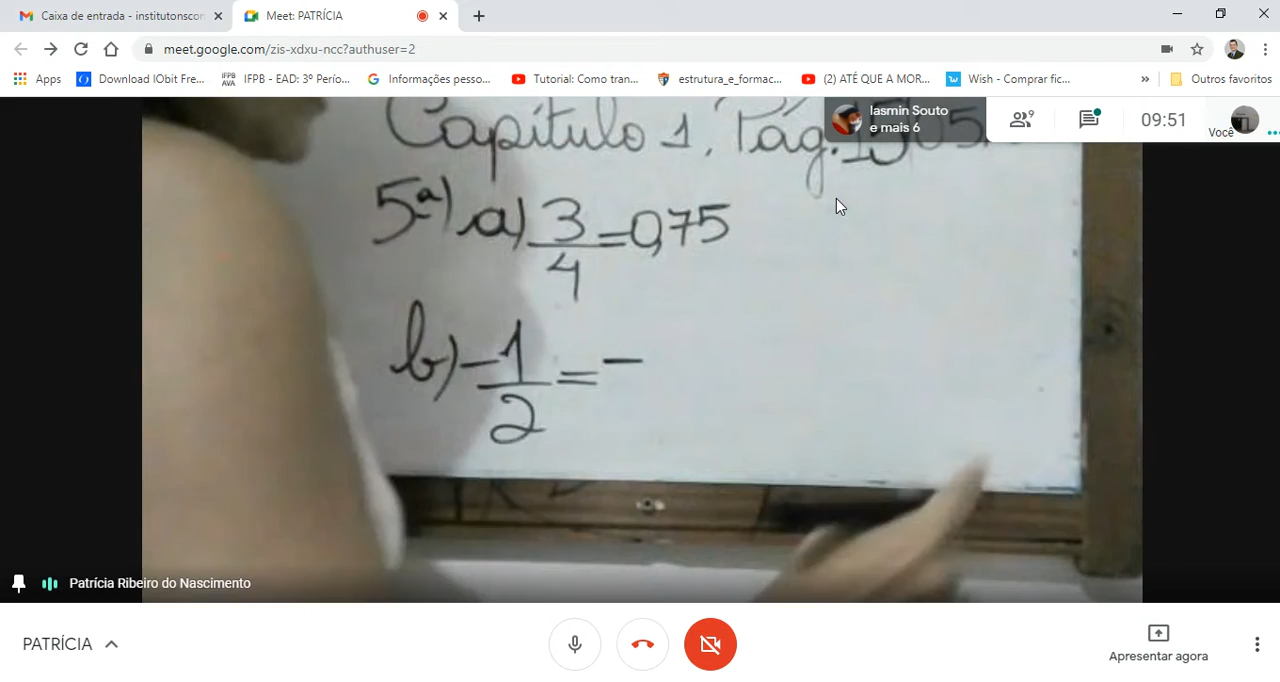 Caixa de entrada - institutonscon
Meet: PATRÍCIA
meet.google.com/zis-xdxu-ncc?authuser=2
Apps
Download IObit Fre...
IFPB - EAD: 3º Perío...
Informações pesso...
Tutorial: Como tran...
estrutura_e_formac...
(2) ATÉ QUE A MOR...
Wish - Comprar fic...
»
Outros favoritos
Iasmin Souto
e mais 6
9
09:51
Você
Capítulo 1, Pág. 15
5ª) a) 3/4 = 0,75
b) -1/2 = -
Patrícia Ribeiro do Nascimento
PATRÍCIA
Apresentar agora